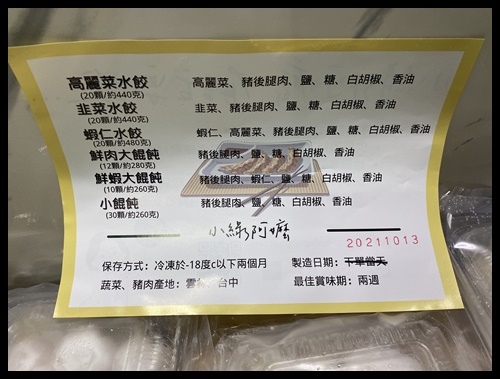 高麗菜水餃 高麗菜、豬後腿肉、鹽、糖、白胡椒、香油
(20顆/約440克)
韭菜水餃 韭菜、豬後腿肉、鹽、糖、白胡椒、香油
(20顆/約440克)
蝦仁水餃 蝦仁、高麗菜、豬後腿肉、鹽、糖、白胡椒、香油
(20顆/約480克)
鮮肉大餛飩 豬後腿肉、鹽、糖、白胡椒、香油
(12顆/約280克)
鮮蝦大餛飩 豬後腿肉、蝦仁、鹽、糖、白胡椒、香油
(10顆/約260克)
小餛飩 豬後腿肉、鹽、糖、白胡椒、香油
(30顆/約260克)
小綠阿嬤
20211013
保存方式：冷凍於-18度c以下兩個月 製造日期：下單當天
蔬菜、豬肉產地：雲林、台中 最佳賞味期：兩週